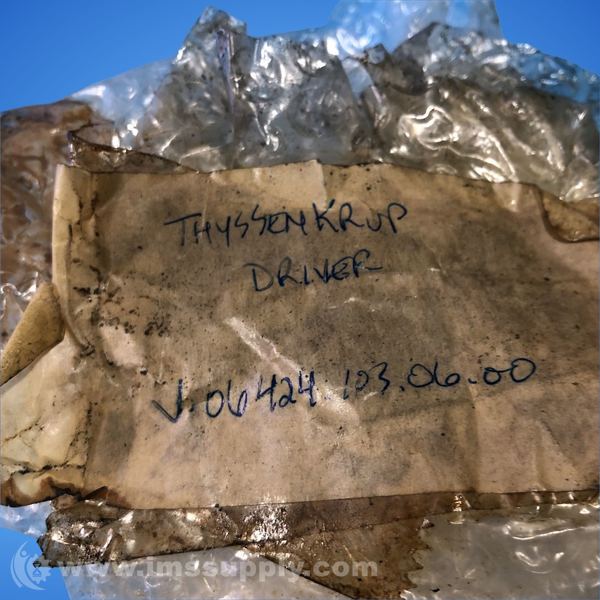 THYSSENKRUP
DRIVER
V.06424.103.06.00
www.imssupply.com